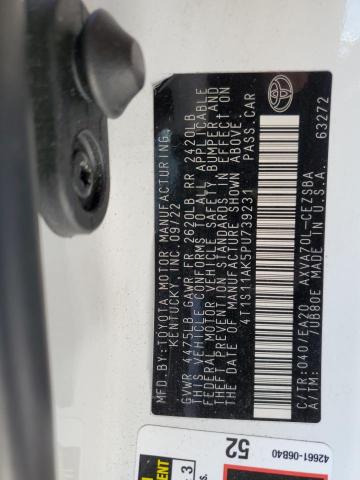 MFD.BY:TOYOTA MOTOR MANUFACTURING,
KENTUCKY, INC. 09/22
GVWR 4475LB GAWR FR 2620LB RR 2420LB
THIS VEHICLE CONFORMS TO ALL APPLICABLE
FEDERAL MOTOR VEHICLE SAFETY, BUMPER, AND
THEFT PREVENTION STANDARDS IN EFFECT ON
THE DATE OF MANUFACTURE SHOWN ABOVE.
4T1S11AK5PU739231 PASS.CAR
C/TR:040/EA20 AXVA70L-CEZSBA
A/TM: 7UB80E MADE IN U.S.A. 63272
42661-06B40
52
3